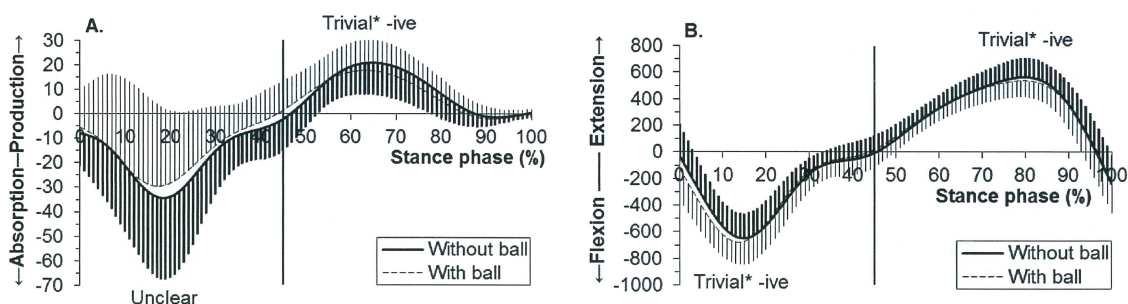 A.
Trivial* -ive
←Absorption—Production→
30
20
10
0
-10
-20
-30
-40
-50
-60
-70
0 10 20 30 40 50 60 70 80 90 100
Stance phase (%)
Without ball
With ball
Unclear
B.
Trivial* -ive
←Flexion —— Extension→
800
600
400
200
0
-200
-400
-600
-800
-1000
0 10 20 30 40 50 60 70 80 90 100
Stance phase (%)
Trivial* -ive
Without ball
With ball